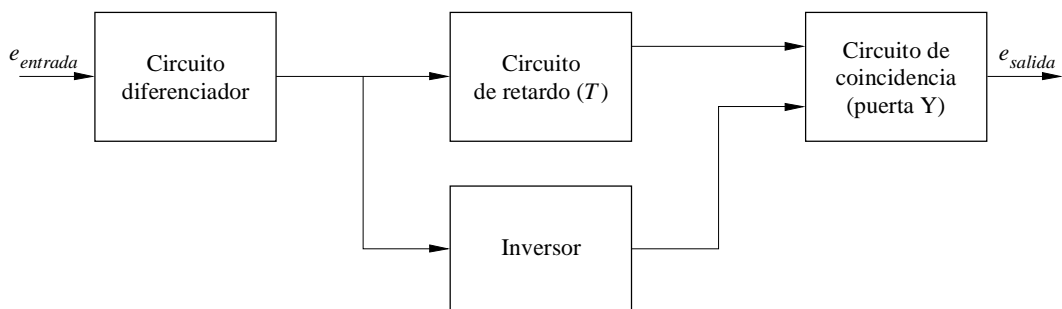 e_entrada
Circuito
diferenciador
Circuito
de retardo (T)
Circuito de
coincidencia
(puerta Y)
e_salida
Inversor